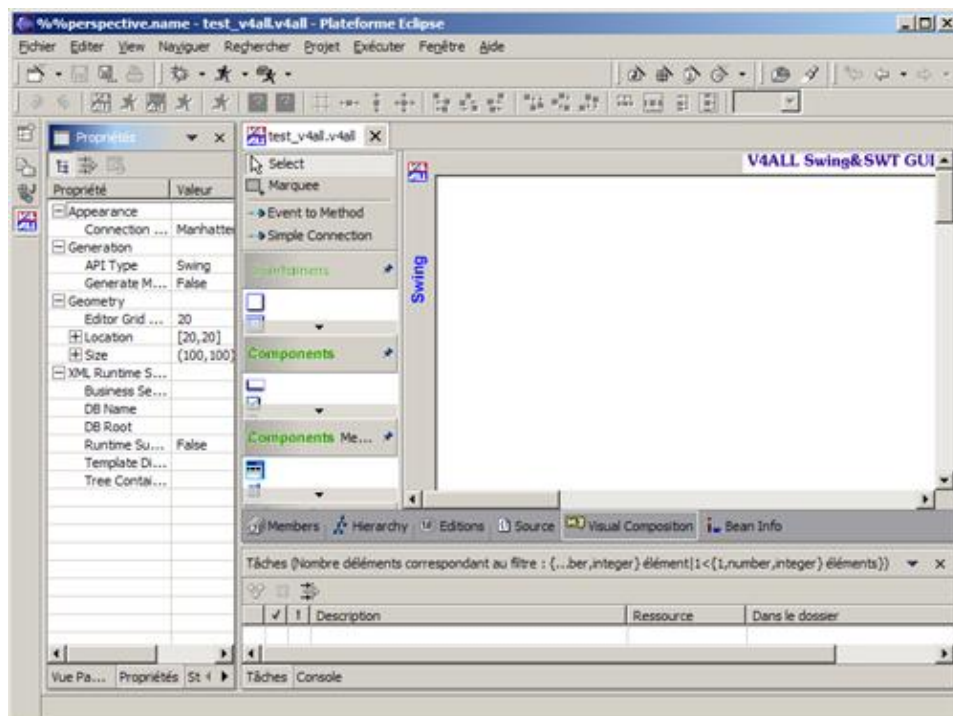 %%perspective.name - test_v4all.v4all - Plateforme Eclipse
Fichier Editer View Naviguer Rechercher Projet Exécuter Fenêtre Aide
Propriétés
test_v4all.v4all
Select
V4ALL Swing&SWT GUI
Marquee
Propriété Valeur
Event to Method
Simple Connection
Appearance
Connection ... Manhatter
Generation
API Type Swing
Generate M... False
Geometry
Editor Grid ... 20
Location [20,20]
Size (100,100)
XML Runtime S...
Business Se...
DB Name
DB Root
Runtime Su... False
Template Di...
Tree Contai...
Containers
Swing
Components
Components Me...
Members Hierarchy Editions Source Visual Composition Bean Info
Tâches (Nombre déléments correspondant au filtre : {...ber,integer} élément|1<{1,number,integer} éléments})
! Description Ressource Dans le dossier
Vue Pa... Propriétés St
Tâches Console